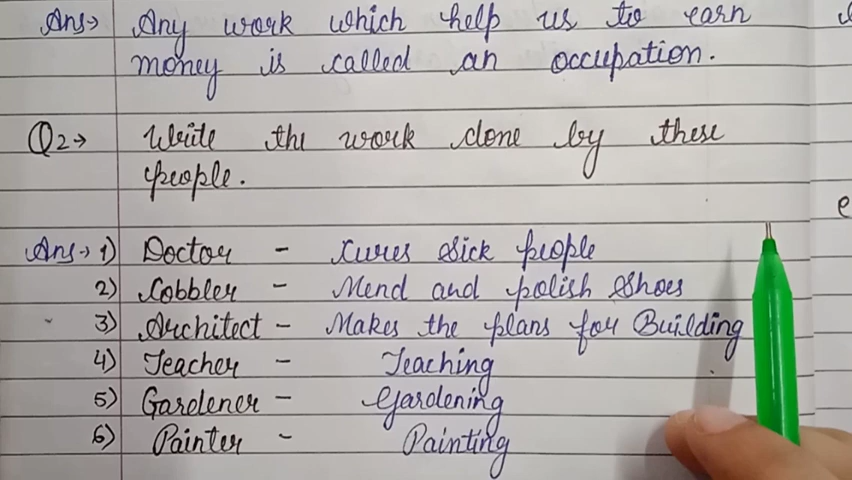 Ans→ Any work which help us to earn
money is called an occupation.
Q2→ Write the work done by these
people.
Ans→ 1) Doctor - Cures Sick people
2) Cobbler - Mend and polish Shoes
3) Architect - Makes the plans for Building
4) Teacher - Teaching
5) Gardener - Gardening
6) Painter - Painting